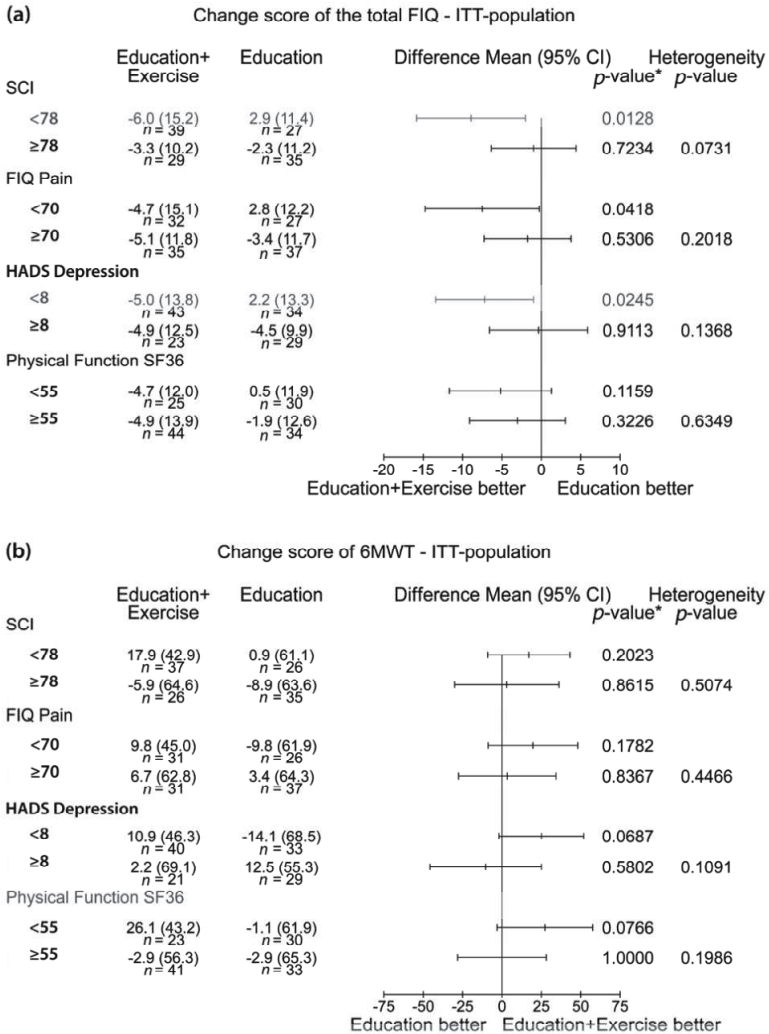 (a)
Change score of the total FIQ - ITT-population
Education+ Exercise Education Difference Mean (95% CI) p-value* Heterogeneity p-value
SCI
<78 -6.0 (15.2) 2.9 (11.4) 0.0128
n = 39 n = 27
≥78 -3.3 (10.2) -2.3 (11.2) 0.7234 0.0731
n = 29 n = 35
FIQ Pain
<70 -4.7 (15.1) 2.8 (12.2) 0.0418
n = 32 n = 27
≥70 -5.1 (11.8) -3.4 (11.7) 0.5306 0.2018
n = 35 n = 37
HADS Depression
<8 -5.0 (13.8) 2.2 (13.3) 0.0245
n = 43 n = 34
≥8 -4.9 (12.5) -4.5 (9.9) 0.9113 0.1368
n = 23 n = 29
Physical Function SF36
<55 -4.7 (12.0) 0.5 (11.9) 0.1159
n = 25 n = 30
≥55 -4.9 (13.9) -1.9 (12.6) 0.3226 0.6349
n = 44 n = 34
-20 -15 -10 -5 0 5 10
Education+Exercise better Education better
(b)
Change score of 6MWT - ITT-population
Education+ Exercise Education Difference Mean (95% CI) p-value* Heterogeneity p-value
SCI
<78 17.9 (42.9) 0.9 (61.1) 0.2023
n = 37 n = 26
≥78 -5.9 (64.6) -8.9 (63.6) 0.8615 0.5074
n = 26 n = 35
FIQ Pain
<70 9.8 (45.0) -9.8 (61.9) 0.1782
n = 31 n = 26
≥70 6.7 (62.8) 3.4 (64.3) 0.8367 0.4466
n = 31 n = 37
HADS Depression
<8 10.9 (46.3) -14.1 (68.5) 0.0687
n = 40 n = 33
≥8 2.2 (69.1) 12.5 (55.3) 0.5802 0.1091
n = 21 n = 29
Physical Function SF36
<55 26.1 (43.2) -1.1 (61.9) 0.0766
n = 23 n = 30
≥55 -2.9 (56.3) -2.9 (65.3) 1.0000 0.1986
n = 41 n = 33
-75 -50 -25 0 25 50 75
Education better Education+Exercise better